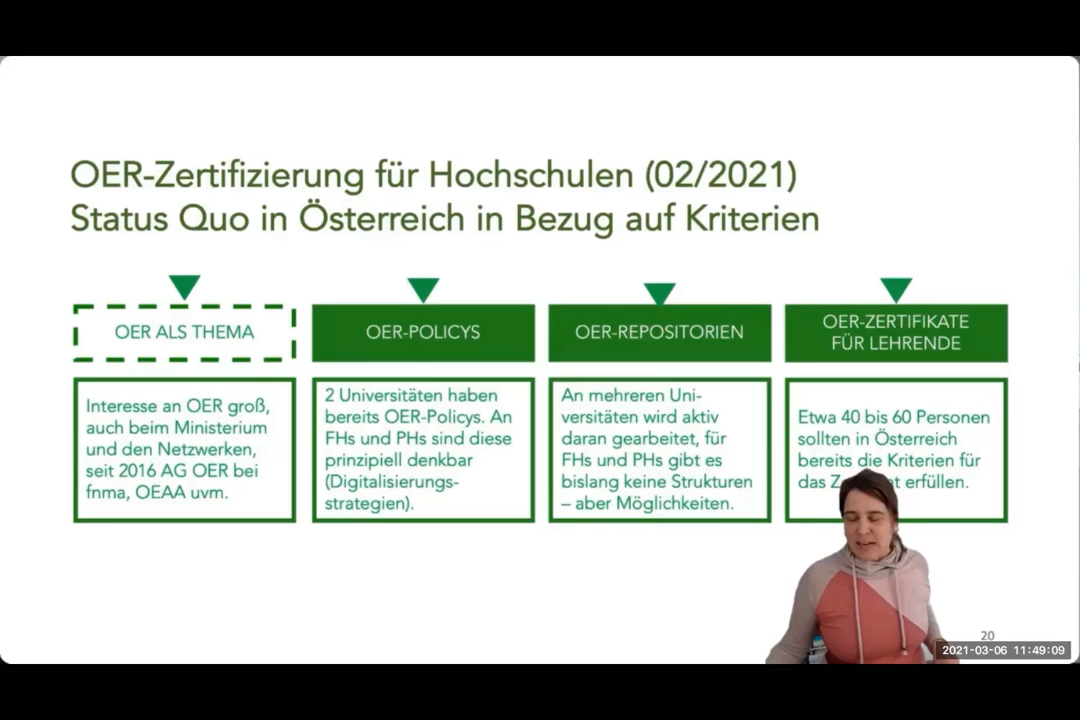 OER-Zertifizierung für Hochschulen (02/2021)
Status Quo in Österreich in Bezug auf Kriterien
OER ALS THEMA
Interesse an OER groß,
auch beim Ministerium
und den Netzwerken,
seit 2016 AG OER bei
fnma, OEAA uvm.
OER-POLICYS
2 Universitäten haben
bereits OER-Policys. An
FHs und PHs sind diese
prinzipiell denkbar
(Digitalisierungs-
strategien).
OER-REPOSITORIEN
An mehreren Uni-
versitäten wird aktiv
daran gearbeitet, für
FHs und PHs gibt es
bislang keine Strukturen
– aber Möglichkeiten.
OER-ZERTIFIKATE
FÜR LEHRENDE
Etwa 40 bis 60 Personen
sollten in Österreich
bereits die Kriterien für
das erfüllen.
20
2021-03-06 11:49:09